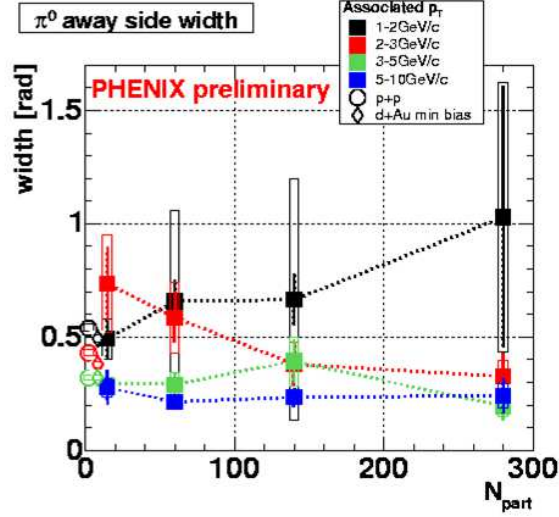 π⁰ away side width
Associated p_T
1-2GeV/c
2-3GeV/c
3-5GeV/c
5-10GeV/c
p+p
d+Au min bias
PHENIX preliminary
width [rad]
1.5
1
0.5
0
0
100
200
300
N_part